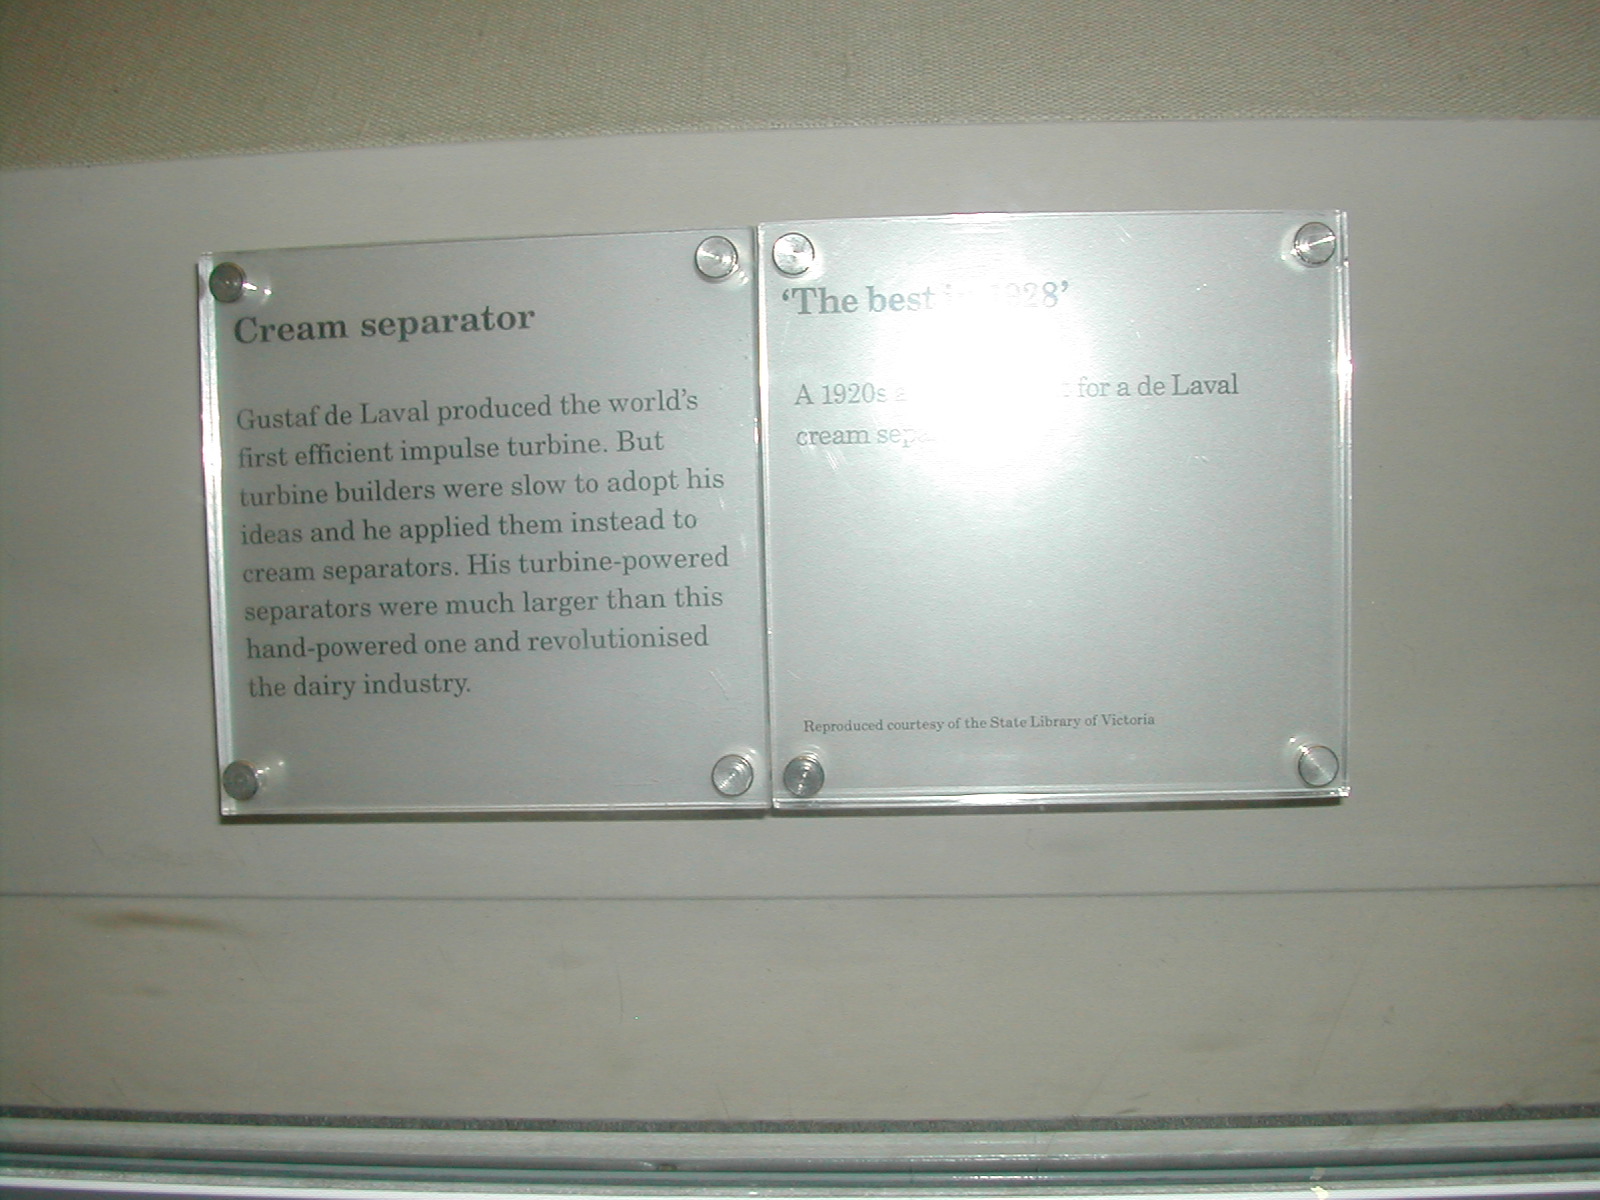 Cream separator
Gustaf de Laval produced the world's
first efficient impulse turbine. But
turbine builders were slow to adopt his
ideas and he applied them instead to
cream separators. His turbine-powered
separators were much larger than this
hand-powered one and revolutionised
the dairy industry.
‘The best in 1928’
A 1920s for a de Laval
cream
Reproduced courtesy of the State Library of Victoria